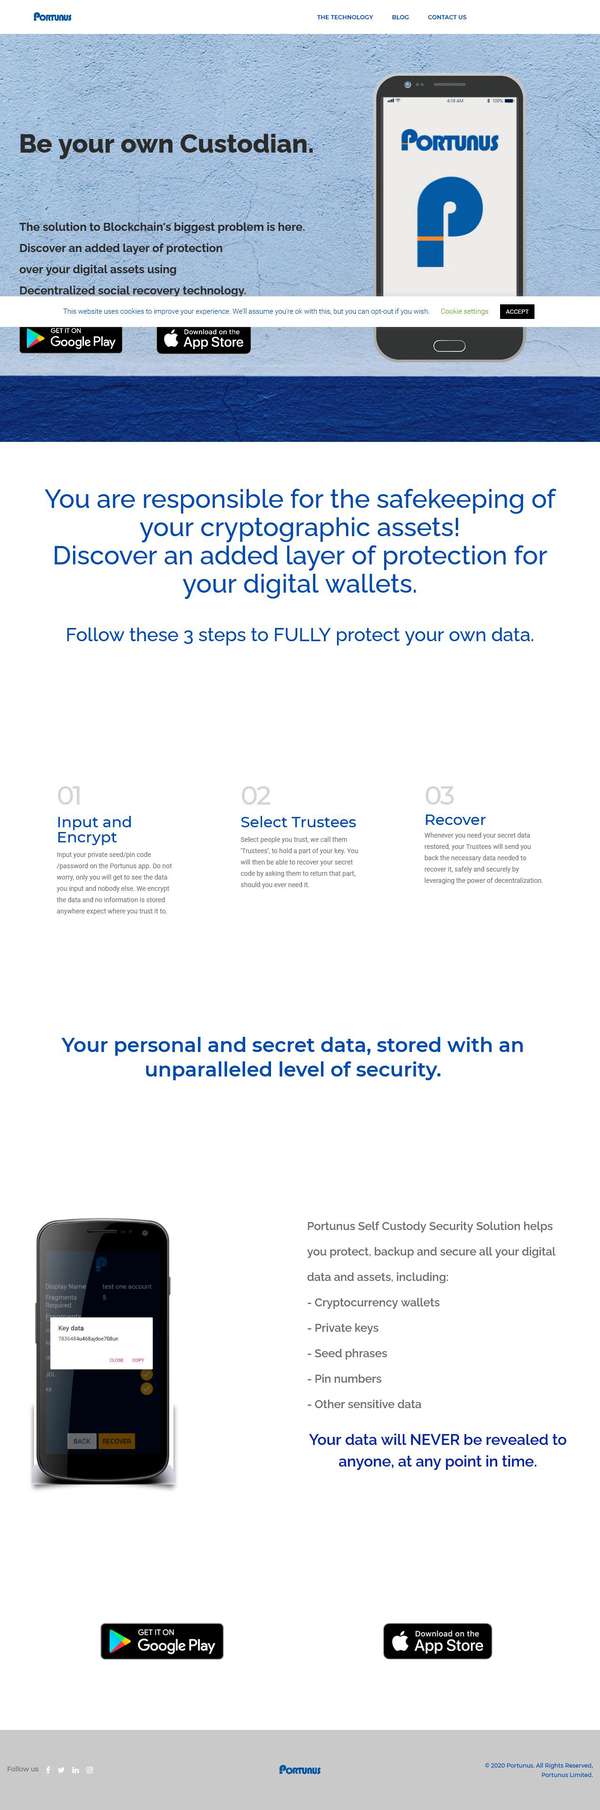 PORTUNUS
THE TECHNOLOGY
BLOG
CONTACT US
4:14 AM
100%
PORTUNUS
Be your own Custodian.
The solution to Blockchain's biggest problem is here.
Discover an added layer of protection
over your digital assets using
Decentralized social recovery technology.
This website uses cookies to improve your experience. We'll assume you're ok with this, but you can opt-out if you wish.
Cookie settings
ACCEPT
GET IT ON
Google Play
Download on the
App Store
You are responsible for the safekeeping of
your cryptographic assets!
Discover an added layer of protection for
your digital wallets.
Follow these 3 steps to FULLY protect your own data.
01
Input and
Encrypt
Input your private seed/pin code
/password on the Portunus app. Do not
worry, only you will get to see the data
you input and nobody else. We encrypt
the data and no information is stored
anywhere expect where you trust it to.
02
Select Trustees
Select people you trust, we call them
'Trustees', to hold a part of your key. You
will then be able to recover your secret
code by asking them to return that part,
should you ever need it.
03
Recover
Whenever you need your secret data
restored, your Trustees will send you
back the necessary data needed to
recover it, safely and securely by
leveraging the power of decentralization.
Your personal and secret data, stored with an
unparalleled level of security.
Display Name
test one account
Fragments
Required
5
Key data
CLOSE
COPY
BACK
RECOVER
Portunus Self Custody Security Solution helps
you protect, backup and secure all your digital
data and assets, including:
- Cryptocurrency wallets
- Private keys
- Seed phrases
- Pin numbers
- Other sensitive data
Your data will NEVER be revealed to
anyone, at any point in time.
GET IT ON
Google Play
Download on the
App Store
Follow us
PORTUNUS
© 2020 Portunus. All Rights Reserved,
Portunus Limited.